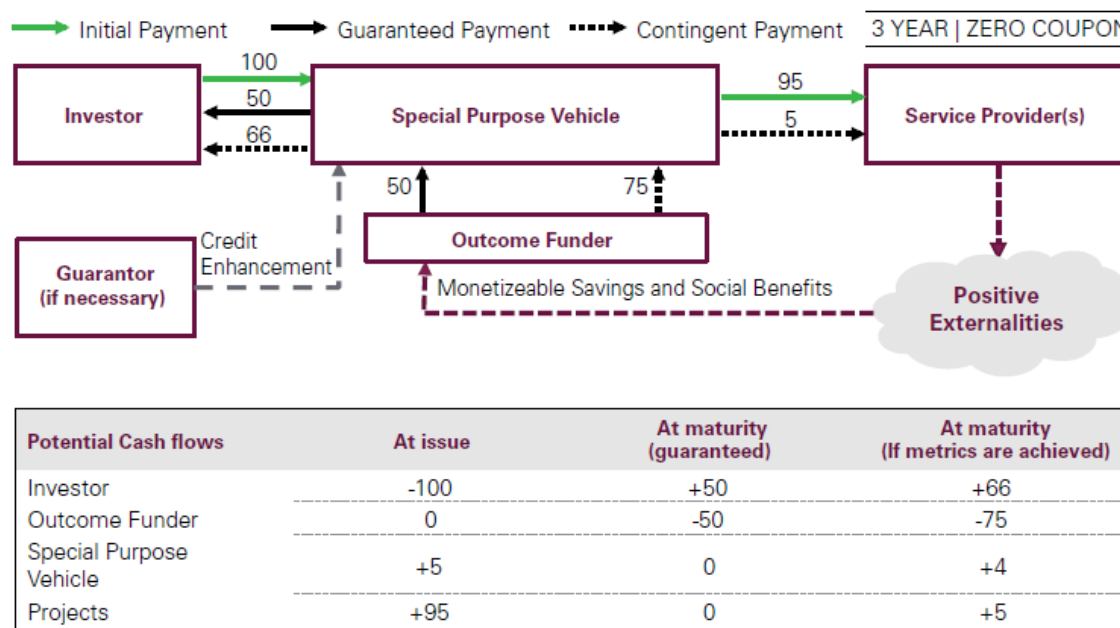 Initial Payment
Guaranteed Payment
Contingent Payment
3 YEAR | ZERO COUPON
100
50
66
95
5
Investor
Special Purpose Vehicle
Service Provider(s)
50
75
Outcome Funder
Credit
Enhancement
Guarantor
(if necessary)
Monetizeable Savings and Social Benefits
Positive
Externalities
Potential Cash flows
At issue
At maturity
(guaranteed)
At maturity
(If metrics are achieved)
Investor -100 +50 +66
Outcome Funder 0 -50 -75
Special Purpose
Vehicle +5 0 +4
Projects +95 0 +5